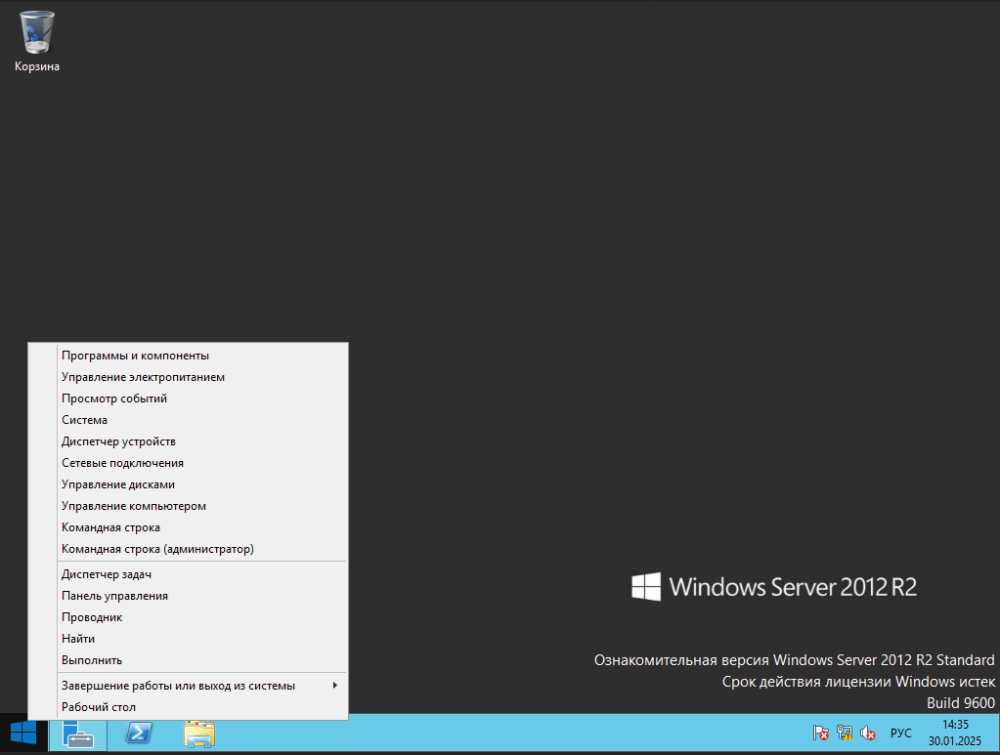 Корзина
Программы и компоненты
Управление электропитанием
Просмотр событий
Система
Диспетчер устройств
Сетевые подключения
Управление дисками
Управление компьютером
Командная строка
Командная строка (администратор)
Диспетчер задач
Панель управления
Проводник
Найти
Выполнить
Завершение работы или выход из системы
Рабочий стол
Windows Server 2012 R2
Ознакомительная версия Windows Server 2012 R2 Standard
Срок действия лицензии Windows истек
Build 9600
РУС
14:35
30.01.2025